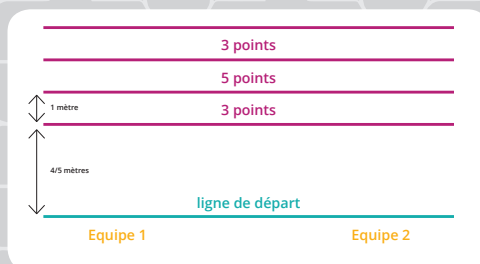 3 points
5 points
1 mètre
3 points
4/5 mètres
ligne de départ
Equipe 1
Equipe 2